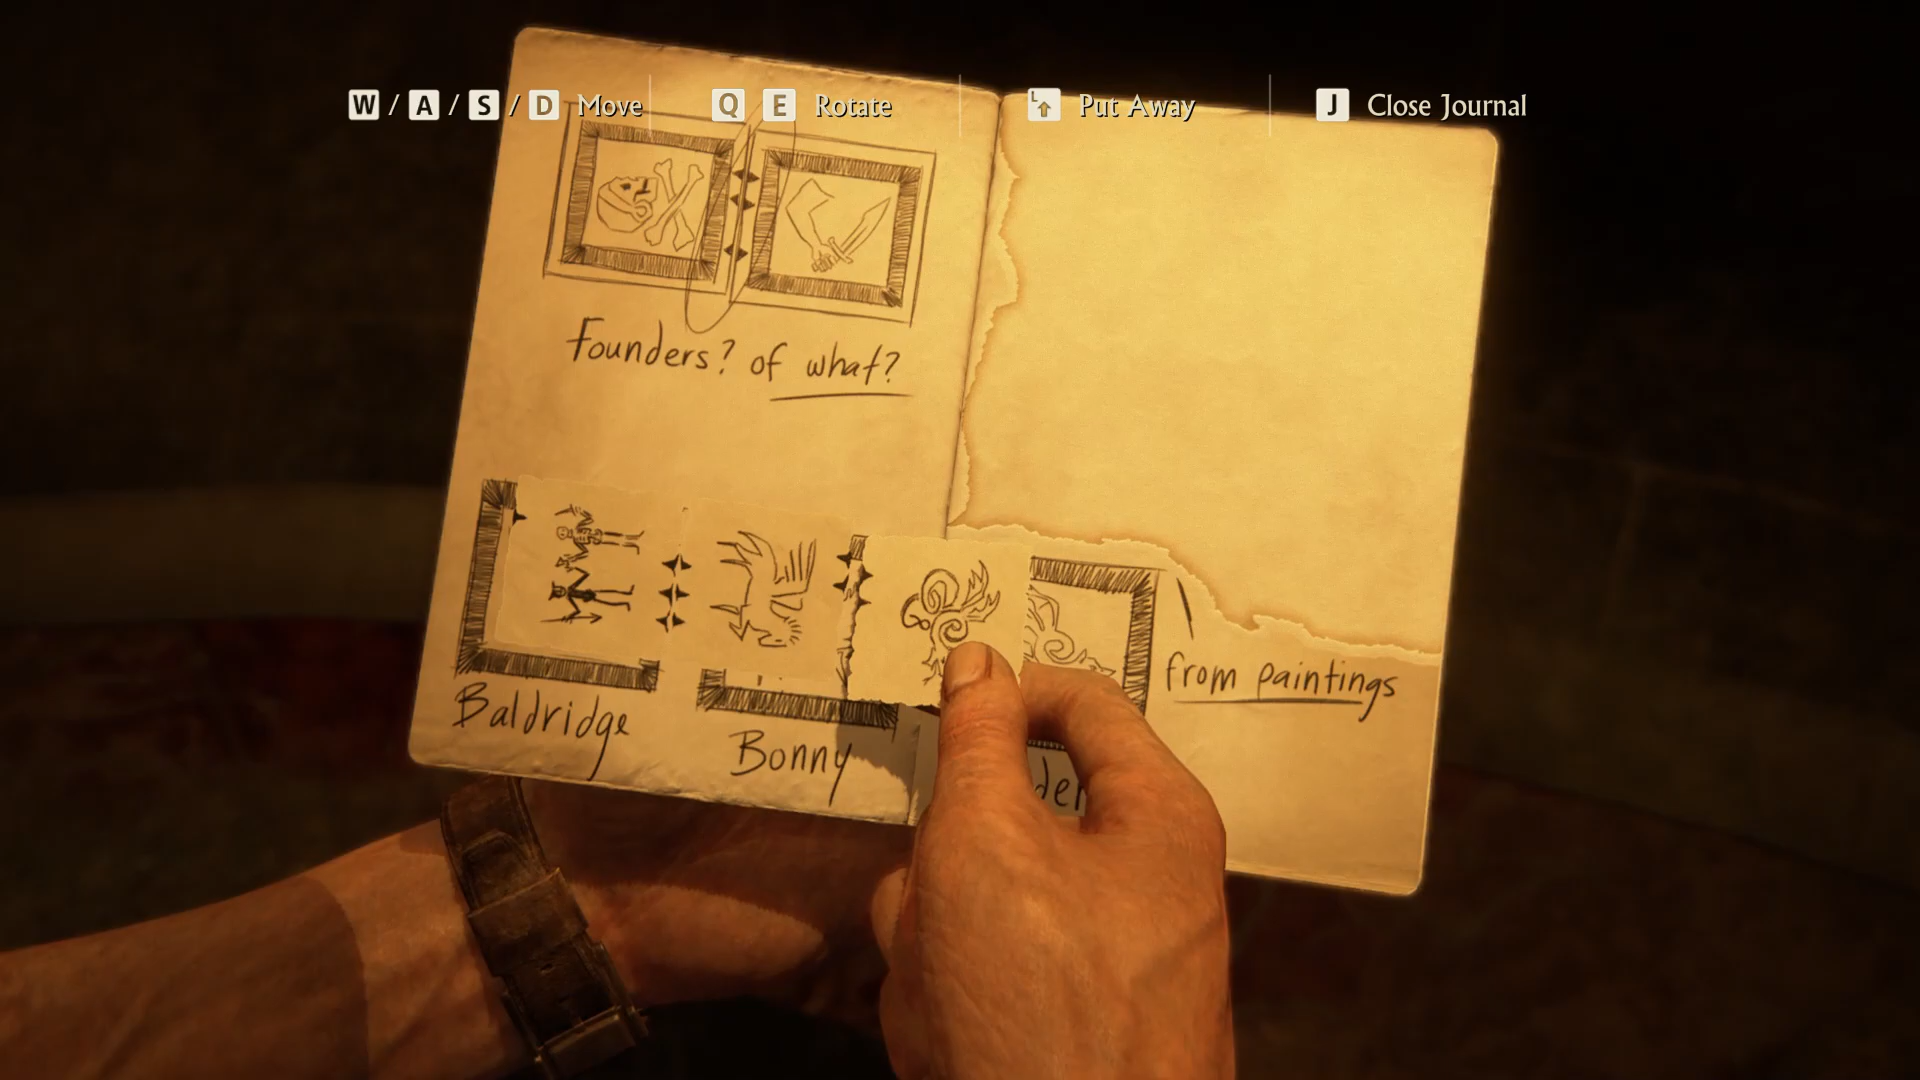 W / A / S / D Move Q E Rotate L Put Away J Close Journal
Founders? of what?
from paintings
Baldridge
Bonny